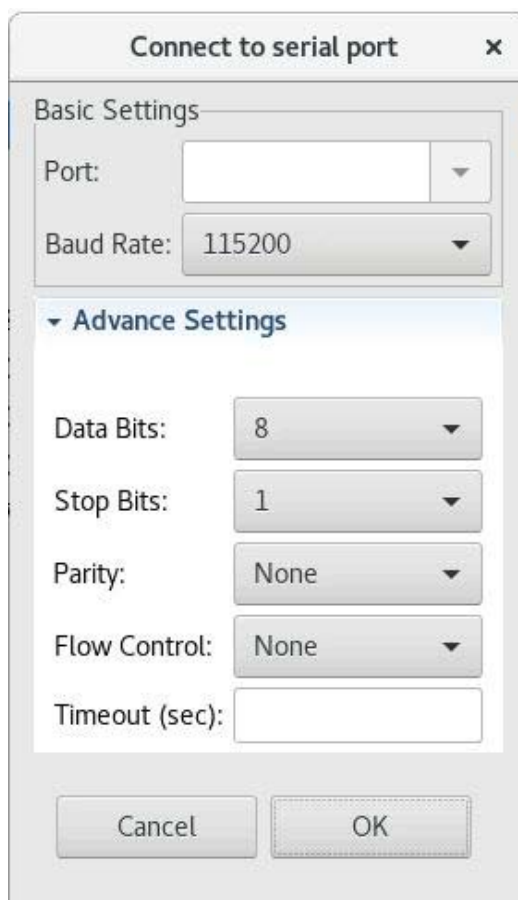 Connect to serial port ×
Basic Settings
Port:
Baud Rate: 115200
Advance Settings
Data Bits: 8
Stop Bits: 1
Parity: None
Flow Control: None
Timeout (sec):
Cancel OK